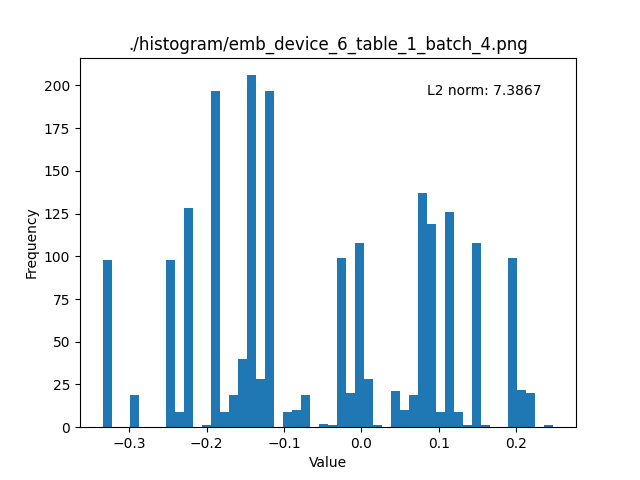 ./histogram/emb_device_6_table_1_batch_4.png
L2 norm: 7.3867
200
175
150
125
100
75
50
25
0
Frequency
−0.3 −0.2 −0.1 0.0 0.1 0.2
Value